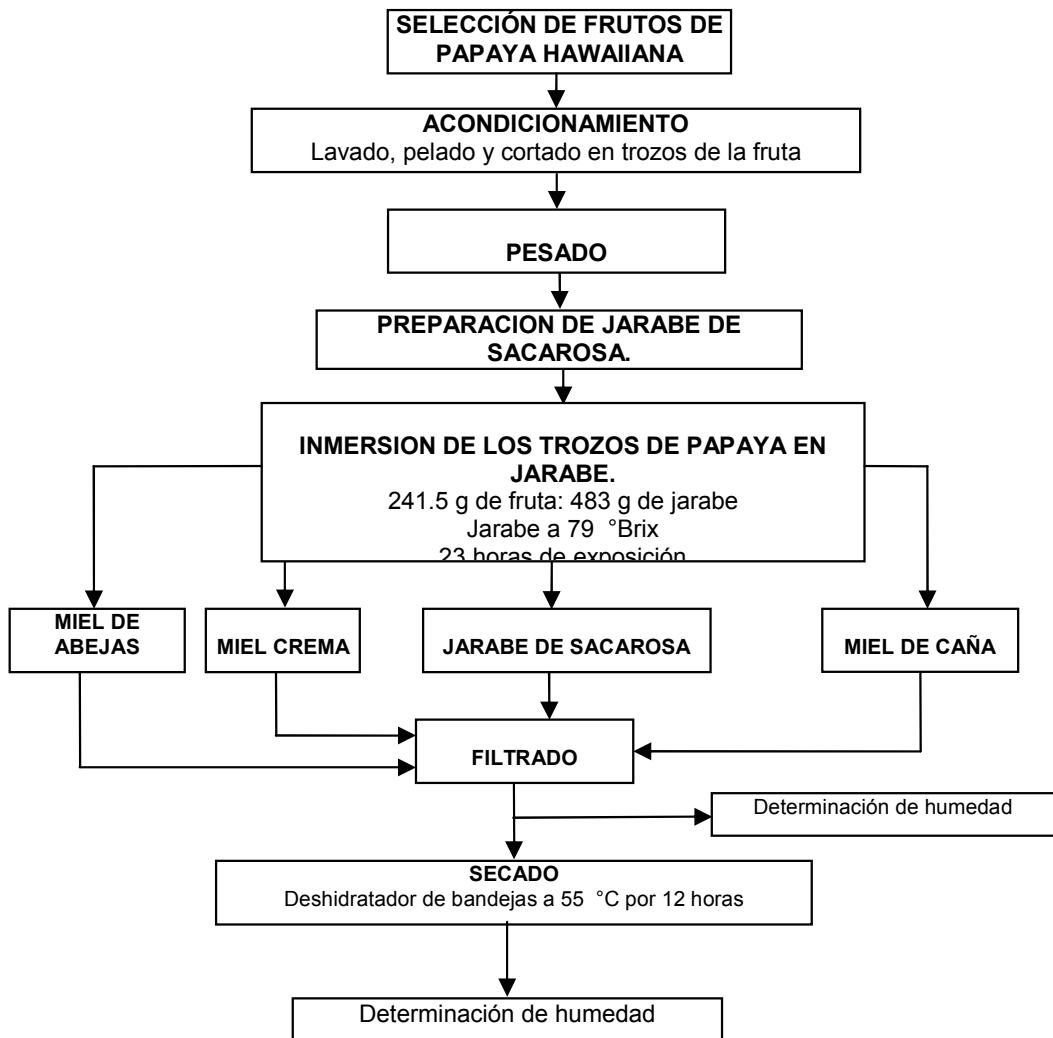 SELECCIÓN DE FRUTOS DE
PAPAYA HAWAIIANA
ACONDICIONAMIENTO
Lavado, pelado y cortado en trozos de la fruta
PESADO
PREPARACION DE JARABE DE
SACAROSA.
INMERSION DE LOS TROZOS DE PAPAYA EN
JARABE.
241.5 g de fruta: 483 g de jarabe
Jarabe a 79 °Brix
23 horas de exposición
MIEL DE
ABEJAS
MIEL CREMA
JARABE DE SACAROSA
MIEL DE CAÑA
FILTRADO
Determinación de humedad
SECADO
Deshidratador de bandejas a 55 °C por 12 horas
Determinación de humedad